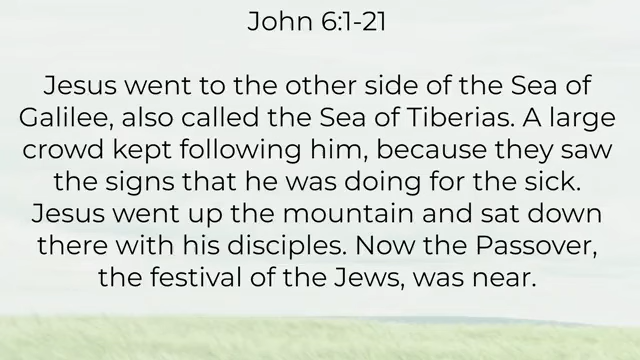 John 6:1-21
Jesus went to the other side of the Sea of
Galilee, also called the Sea of Tiberias. A large
crowd kept following him, because they saw
the signs that he was doing for the sick.
Jesus went up the mountain and sat down
there with his disciples. Now the Passover,
the festival of the Jews, was near.